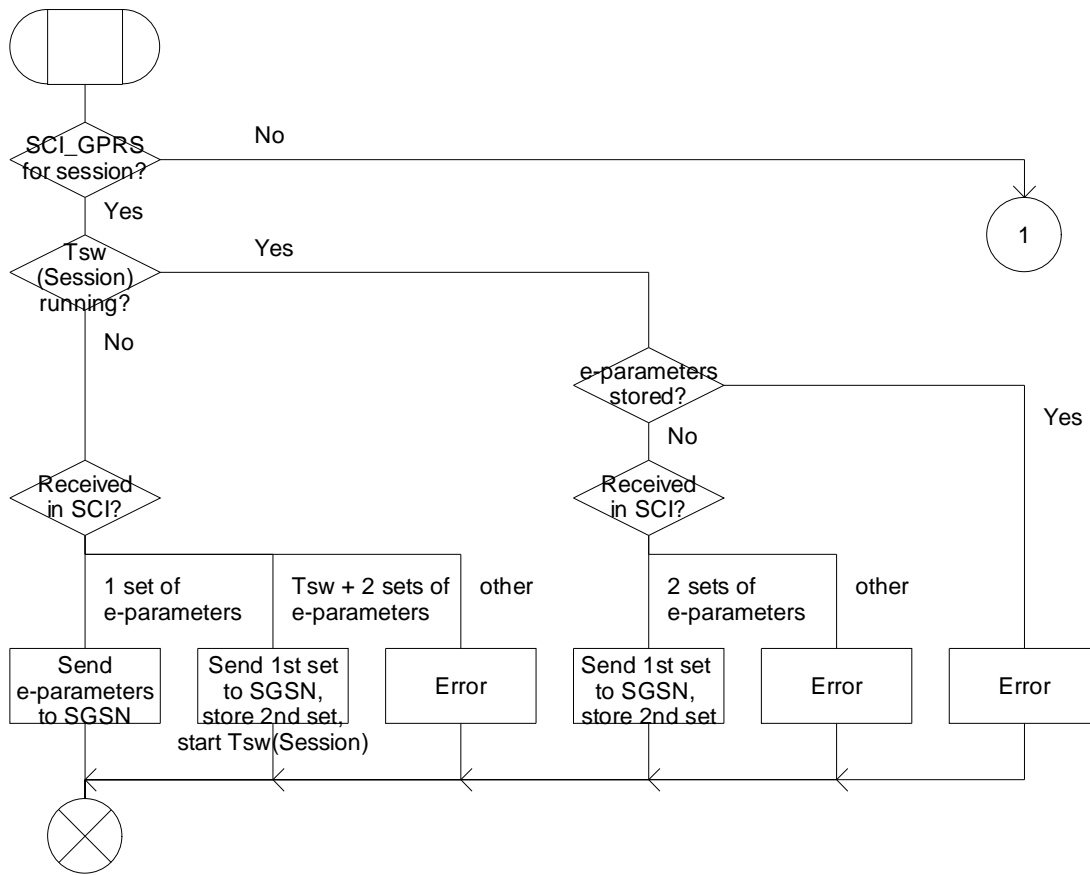 SCI_GPRS
for session?
No
Yes
1
Tsw
(Session)
running?
Yes
No
e-parameters
stored?
Yes
No
Received
in SCI?
Received
in SCI?
1 set of
e-parameters
Tsw + 2 sets of
e-parameters
other
2 sets of
e-parameters
other
Send
e-parameters
to SGSN
Send 1st set
to SGSN,
store 2nd set,
start Tsw(Session)
Error
Send 1st set
to SGSN,
store 2nd set
Error
Error